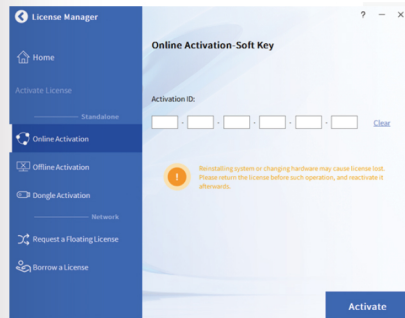 License Manager
? — ×
Home
Activate License
Standalone
Online Activation
Offline Activation
Dongle Activation
Network
Request a Floating License
Borrow a License
Online Activation-Soft Key
Activation ID:
- - - - -
Clear
!
Reinstalling system or changing hardware may cause license lost.
Please return the license before such operation, and reactivate it
afterwards.
Activate